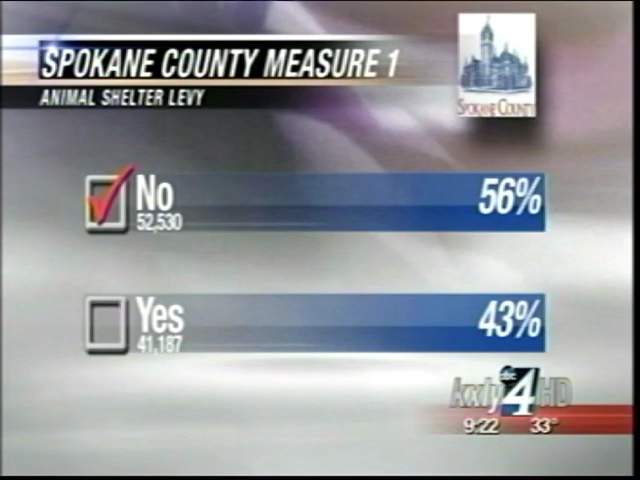 SPOKANE COUNTY MEASURE 1
ANIMAL SHELTER LEVY
SPOKANE COUNTY
No 56%
52,530
Yes 43%
41,187
abc
kxly 4 HD
9:22 33°